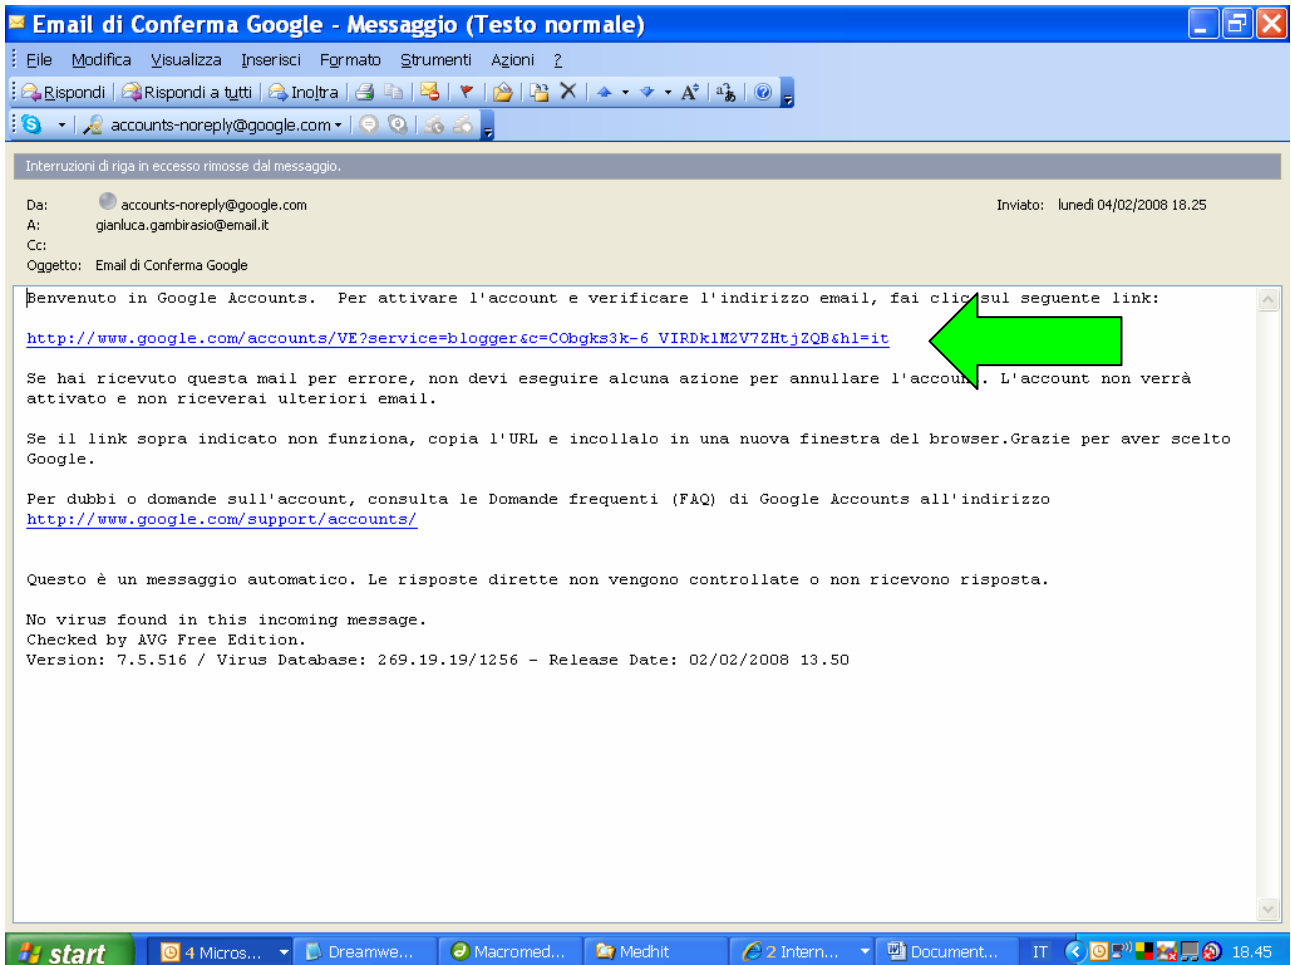 Email di Conferma Google - Messaggio (Testo normale)
File Modifica Visualizza Inserisci Formato Strumenti Azioni ?
Rispondi Rispondi a tutti Inoltra
accounts-noreply@google.com
Interruzioni di riga in eccesso rimosse dal messaggio.
Da: accounts-noreply@google.com Inviato: lunedì 04/02/2008 18.25
A: gianluca.gambirasio@email.it
Cc:
Oggetto: Email di Conferma Google
Benvenuto in Google Accounts. Per attivare l'account e verificare l'indirizzo email, fai clic sul seguente link:
http://www.google.com/accounts/VE?service=blogger&c=CObgks3k-6_VIRDklM2V7ZHtjZQB&hl=it
Se hai ricevuto questa mail per errore, non devi eseguire alcuna azione per annullare l'account. L'account non verrà
attivato e non riceverai ulteriori email.
Se il link sopra indicato non funziona, copia l'URL e incollalo in una nuova finestra del browser.Grazie per aver scelto
Google.
Per dubbi o domande sull'account, consulta le Domande frequenti (FAQ) di Google Accounts all'indirizzo
http://www.google.com/support/accounts/
Questo è un messaggio automatico. Le risposte dirette non vengono controllate o non ricevono risposta.
No virus found in this incoming message.
Checked by AVG Free Edition.
Version: 7.5.516 / Virus Database: 269.19.19/1256 - Release Date: 02/02/2008 13.50
start 4 Micros... Dreamwe... Macromed... Medhit 2 Intern... Document... IT 18.45